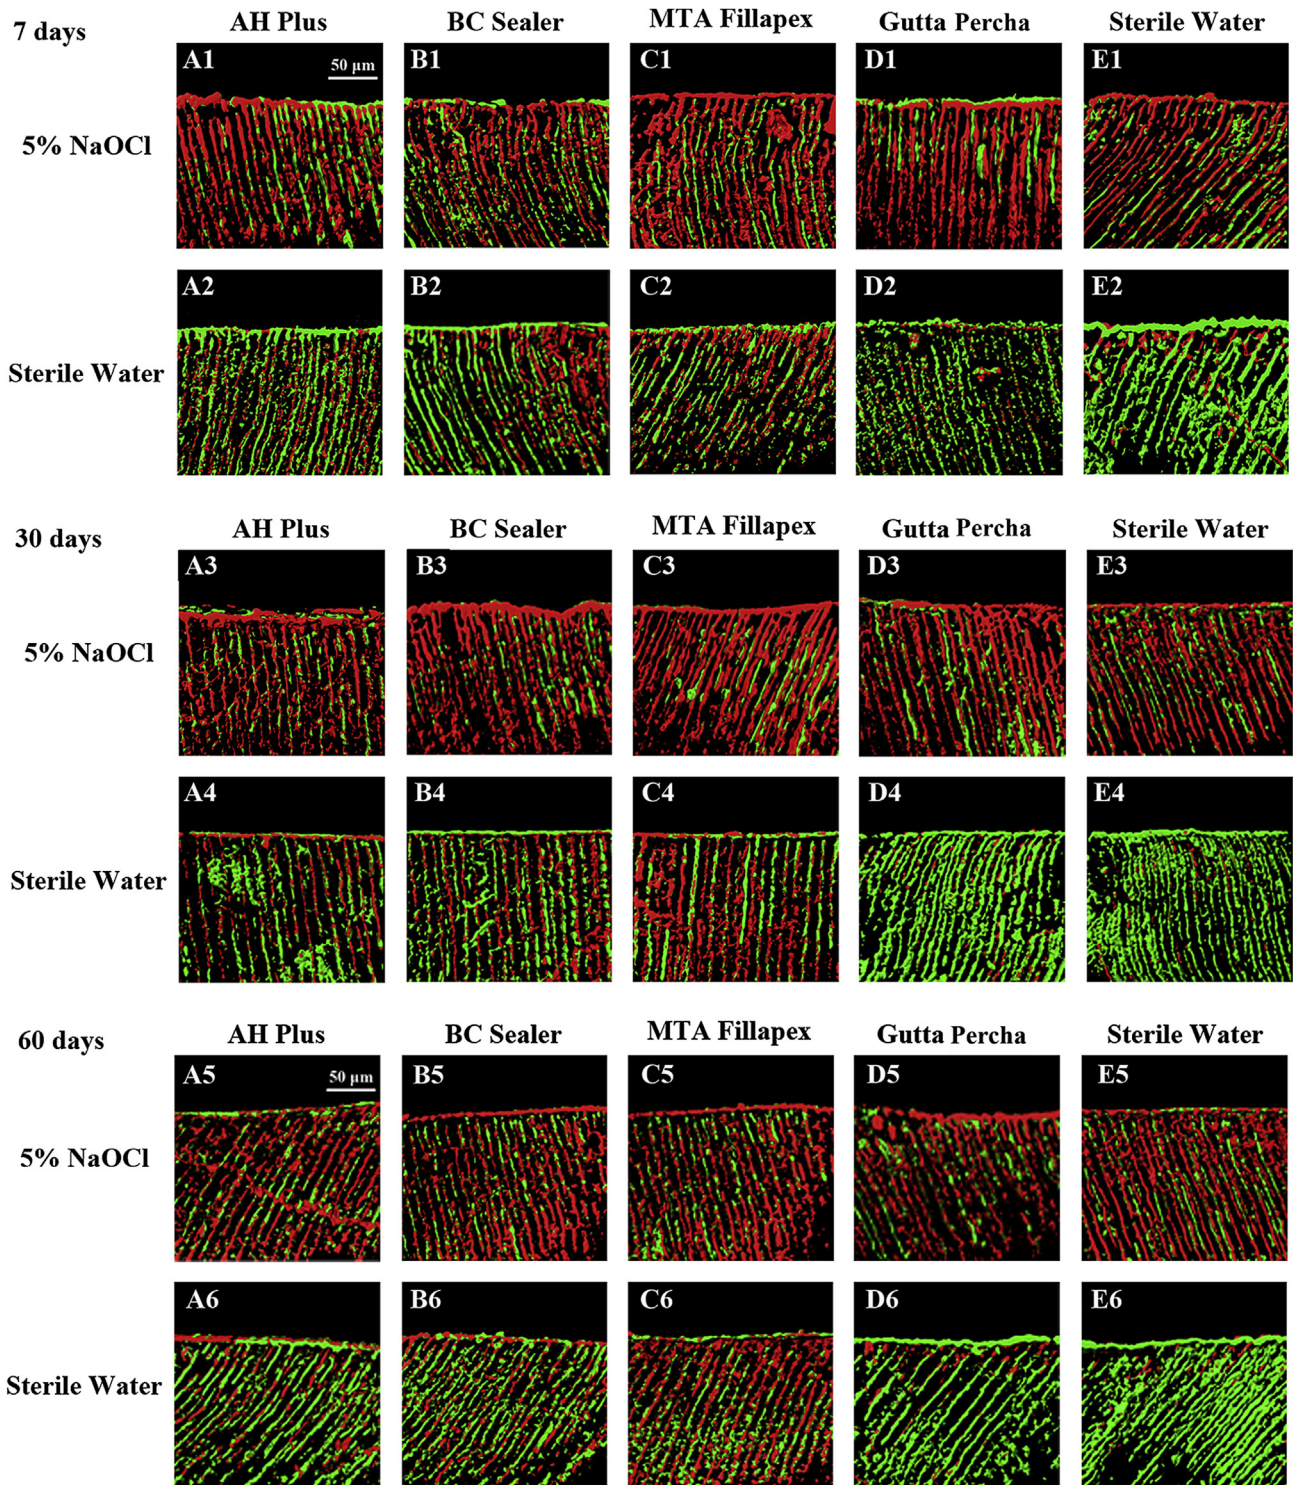 7 days
AH Plus BC Sealer MTA Fillapex Gutta Percha Sterile Water
A1 50 μm B1 C1 D1 E1
5% NaOCl
A2 B2 C2 D2 E2
Sterile Water
30 days
AH Plus BC Sealer MTA Fillapex Gutta Percha Sterile Water
A3 B3 C3 D3 E3
5% NaOCl
A4 B4 C4 D4 E4
Sterile Water
60 days
AH Plus BC Sealer MTA Fillapex Gutta Percha Sterile Water
A5 50 μm B5 C5 D5 E5
5% NaOCl
A6 B6 C6 D6 E6
Sterile Water